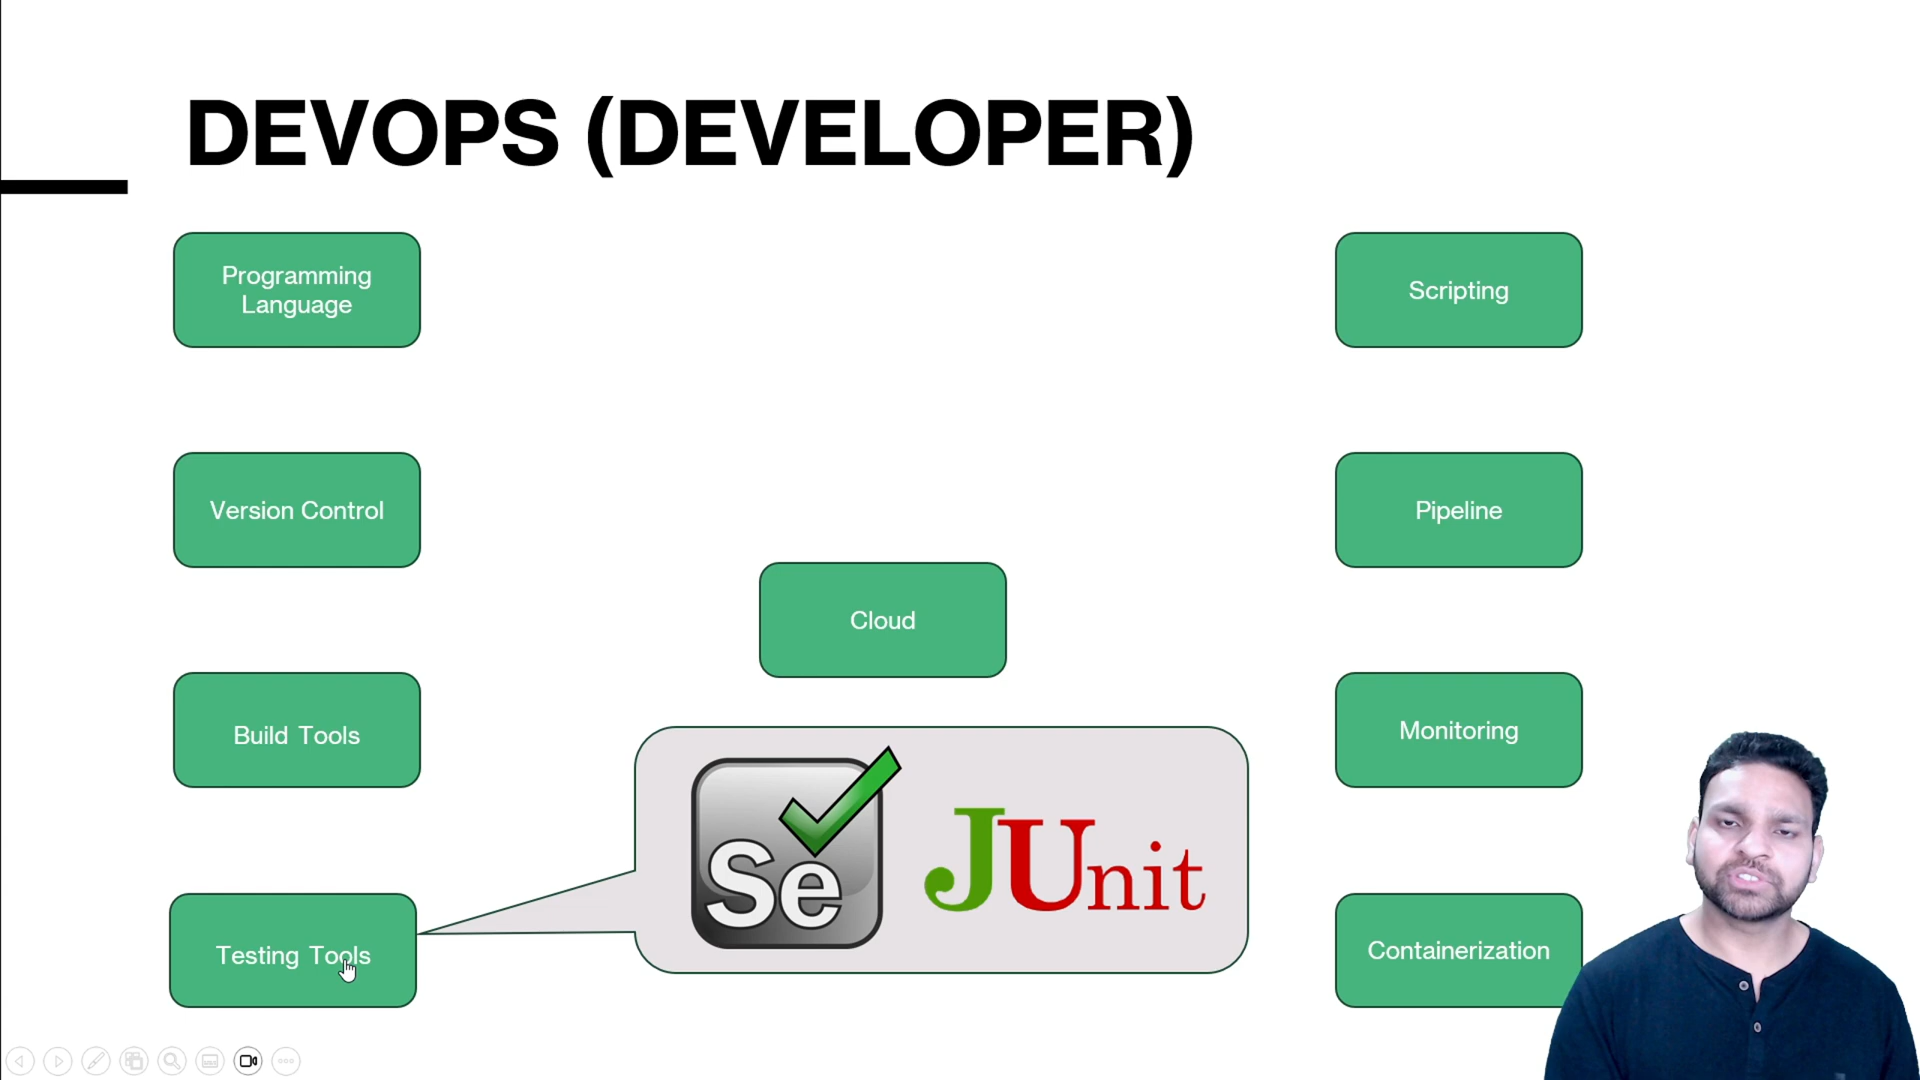 DEVOPS (DEVELOPER)
Programming
Language
Version Control
Build Tools
Testing Tools
Cloud
Se
JUnit
Scripting
Pipeline
Monitoring
Containerization